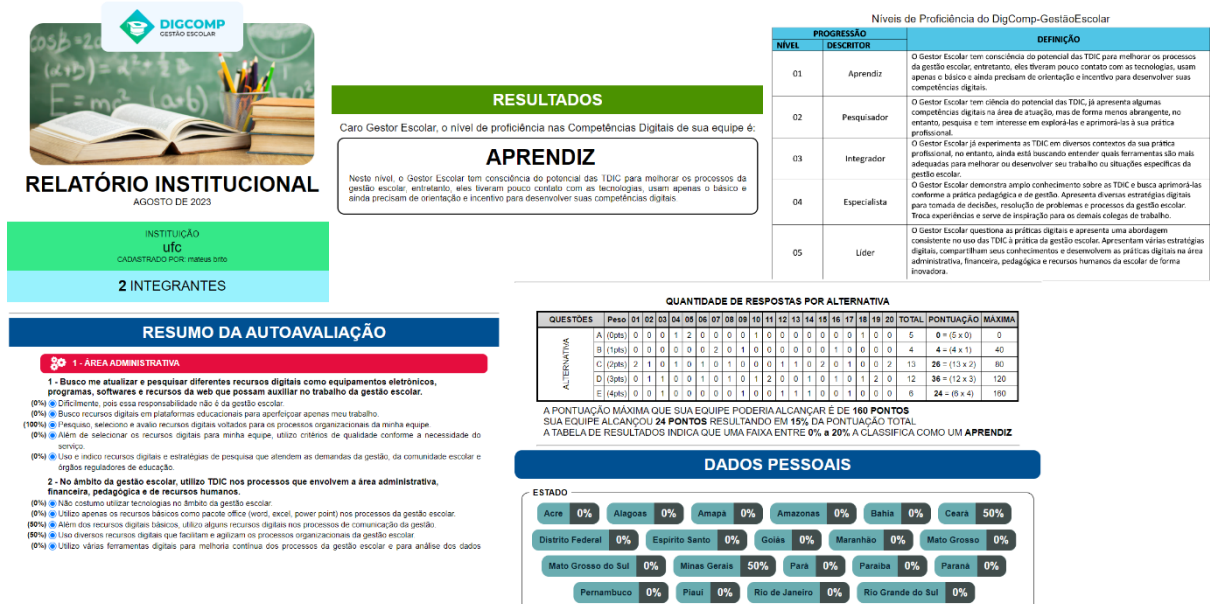 DIGCOMP
GESTÃO ESCOLAR
RELATÓRIO INSTITUCIONAL
AGOSTO DE 2023
INSTITUIÇÃO
ufc
CADASTRADO POR: mateus brito
2 INTEGRANTES
RESULTADOS
Caro Gestor Escolar, o nível de proficiência nas Competências Digitais de sua equipe é:
APRENDIZ
Neste nível, o Gestor Escolar tem consciência do potencial das TDIC para melhorar os processos da
gestão escolar, entretanto, eles tiveram pouco contato com as tecnologias, usam apenas o básico e
ainda precisam de orientação e incentivo para desenvolver suas competências digitais
Níveis de Proficiência do DigComp-GestãoEscolar
PROGRESSÃO DEFINIÇÃO
NÍVEL DESCRITOR
01 Aprendiz
O Gestor Escolar tem consciência do potencial das TDIC para melhorar os processos
da gestão escolar, entretanto, eles tiveram pouco contato com as tecnologias, usam
apenas o básico e ainda precisam de orientação e incentivo para desenvolver suas
competências digitais.
02 Pesquisador
O Gestor Escolar tem ciência do potencial das TDIC, já apresenta algumas
competências digitais na área de atuação, mas de forma menos abrangente, no
entanto, pesquisa e tem interesse em explorá-las e aprimorá-las à sua prática
profissional.
03 Integrador
O Gestor Escolar já experimenta as TDIC em diversos contextos da sua prática
profissional, no entanto, ainda está buscando entender quais ferramentas são mais
adequadas para melhorar ou desenvolver seu trabalho ou situações específicas da
gestão escolar.
04 Especialista
O Gestor Escolar demonstra amplo conhecimento sobre as TDIC e busca aprimorá-las
conforme a prática pedagógica e de gestão. Apresenta diversas estratégias digitais
para tomada de decisões, resolução de problemas e processos da gestão escolar.
Troca experiências e serve de inspiração para os demais colegas de trabalho.
05 Líder
O Gestor Escolar questiona as práticas digitais e apresenta uma abordagem
consistente no uso das TDIC à prática da gestão escolar. Apresentam várias estratégias
digitais, compartilham seus conhecimentos e desenvolvem as práticas digitais na área
administrativa, financeira, pedagógica e recursos humanos da escolar de forma
inovadora.
RESUMO DA AUTOAVALIAÇÃO
1 - ÁREA ADMINISTRATIVA
1 - Busco me atualizar e pesquisar diferentes recursos digitais como equipamentos eletrônicos,
programas, softwares e recursos da web que possam auxiliar no trabalho da gestão escolar.
(0%) Dificilmente, pois essa responsabilidade não é da gestão escolar.
(0%) Busco recursos digitais em plataformas educacionais para aperfeiçoar apenas meu trabalho.
(100%) Pesquiso, seleciono e avalio recursos digitais voltados para os processos organizacionais da minha equipe.
(0%) Além de selecionar os recursos digitais para minha equipe, utilizo critérios de qualidade conforme a necessidade do
serviço.
(0%) Uso e indico recursos digitais e estratégias de pesquisa que atendem as demandas da gestão, da comunidade escolar e
órgãos reguladores de educação.
2 - No âmbito da gestão escolar, utilizo TDIC nos processos que envolvem a área administrativa,
financeira, pedagógica e de recursos humanos.
(0%) Não costumo utilizar tecnologias no âmbito da gestão escolar.
(0%) Utilizo apenas os recursos básicos como pacote office (word, excel, power point) nos processos da gestão escolar.
(50%) Além dos recursos digitais básicos, utilizo alguns recursos digitais nos processos de comunicação da gestão.
(50%) Uso diversos recursos digitais que facilitam e agilizam os processos organizacionais da gestão escolar
(0%) Utilizo várias ferramentas digitais para melhoria contínua dos processos da gestão escolar e para análise dos dados
QUANTIDADE DE RESPOSTAS POR ALTERNATIVA
QUESTÕES Peso 01 02 03 04 05 06 07 08 09 10 11 12 13 14 15 16 17 18 19 20 TOTAL PONTUAÇÃO MÁXIMA
ALTERNATIVA
A (0pts) 0 0 0 1 2 0 0 0 0 1 0 0 0 0 0 0 0 1 0 0 5 0 = (5 x 0) 0
B (1pts) 0 0 0 0 0 0 2 0 1 0 0 0 0 0 0 1 0 0 0 0 4 4 = (4 x 1) 40
C (2pts) 2 1 0 1 0 1 0 1 0 0 0 1 1 0 2 0 1 0 0 2 13 26 = (13 x 2) 80
D (3pts) 0 1 1 0 0 1 0 1 0 1 2 0 0 1 0 1 0 1 2 0 12 36 = (12 x 3) 120
E (4pts) 0 0 1 0 0 0 0 0 1 0 0 1 1 1 0 0 1 0 0 0 6 24 = (6 x 4) 160
A PONTUAÇÃO MÁXIMA QUE SUA EQUIPE PODERIA ALCANÇAR É DE 160 PONTOS
SUA EQUIPE ALCANÇOU 24 PONTOS RESULTANDO EM 15% DA PONTUAÇÃO TOTAL
A TABELA DE RESULTADOS INDICA QUE UMA FAIXA ENTRE 0% a 20% A CLASSIFICA COMO UM APRENDIZ
DADOS PESSOAIS
ESTADO
Acre 0% Alagoas 0% Amapá 0% Amazonas 0% Bahia 0% Ceará 50%
Distrito Federal 0% Espírito Santo 0% Goiás 0% Maranhão 0% Mato Grosso 0%
Mato Grosso do Sul 0% Minas Gerais 50% Pará 0% Paraíba 0% Paraná 0%
Pernambuco 0% Piauí 0% Rio de Janeiro 0% Rio Grande do Sul 0%